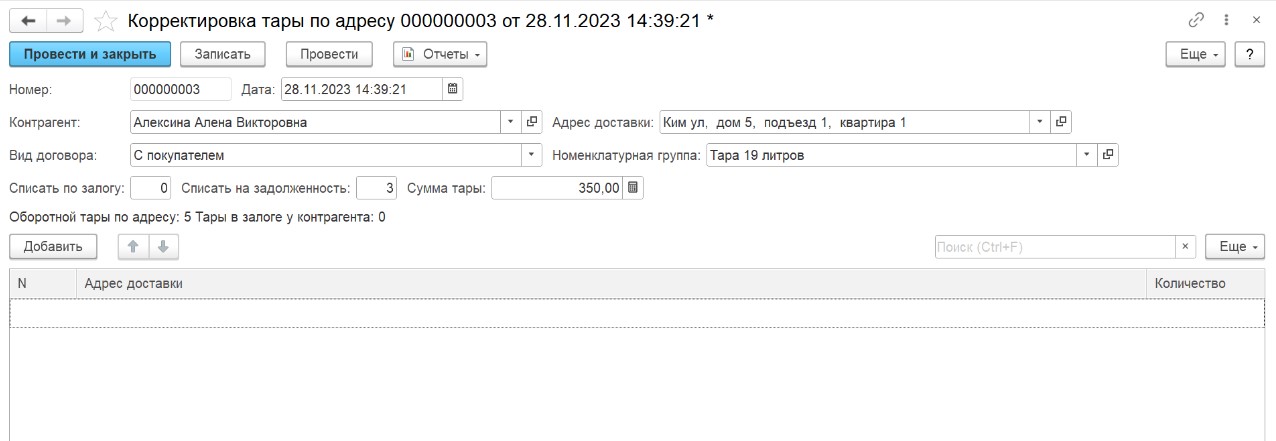 Корректировка тары по адресу 000000003 от 28.11.2023 14:39:21 *
Провести и закрыть Записать Провести Отчеты Еще ?
Номер: 000000003 Дата: 28.11.2023 14:39:21
Контрагент: Алексина Алена Викторовна Адрес доставки: Ким ул, дом 5, подъезд 1, квартира 1
Вид договора: С покупателем Номенклатурная группа: Тара 19 литров
Списать по залогу: 0 Списать на задолженность: 3 Сумма тары: 350,00
Оборотной тары по адресу: 5 Тары в залоге у контрагента: 0
Добавить Поиск (Ctrl+F) × Еще
N Адрес доставки Количество